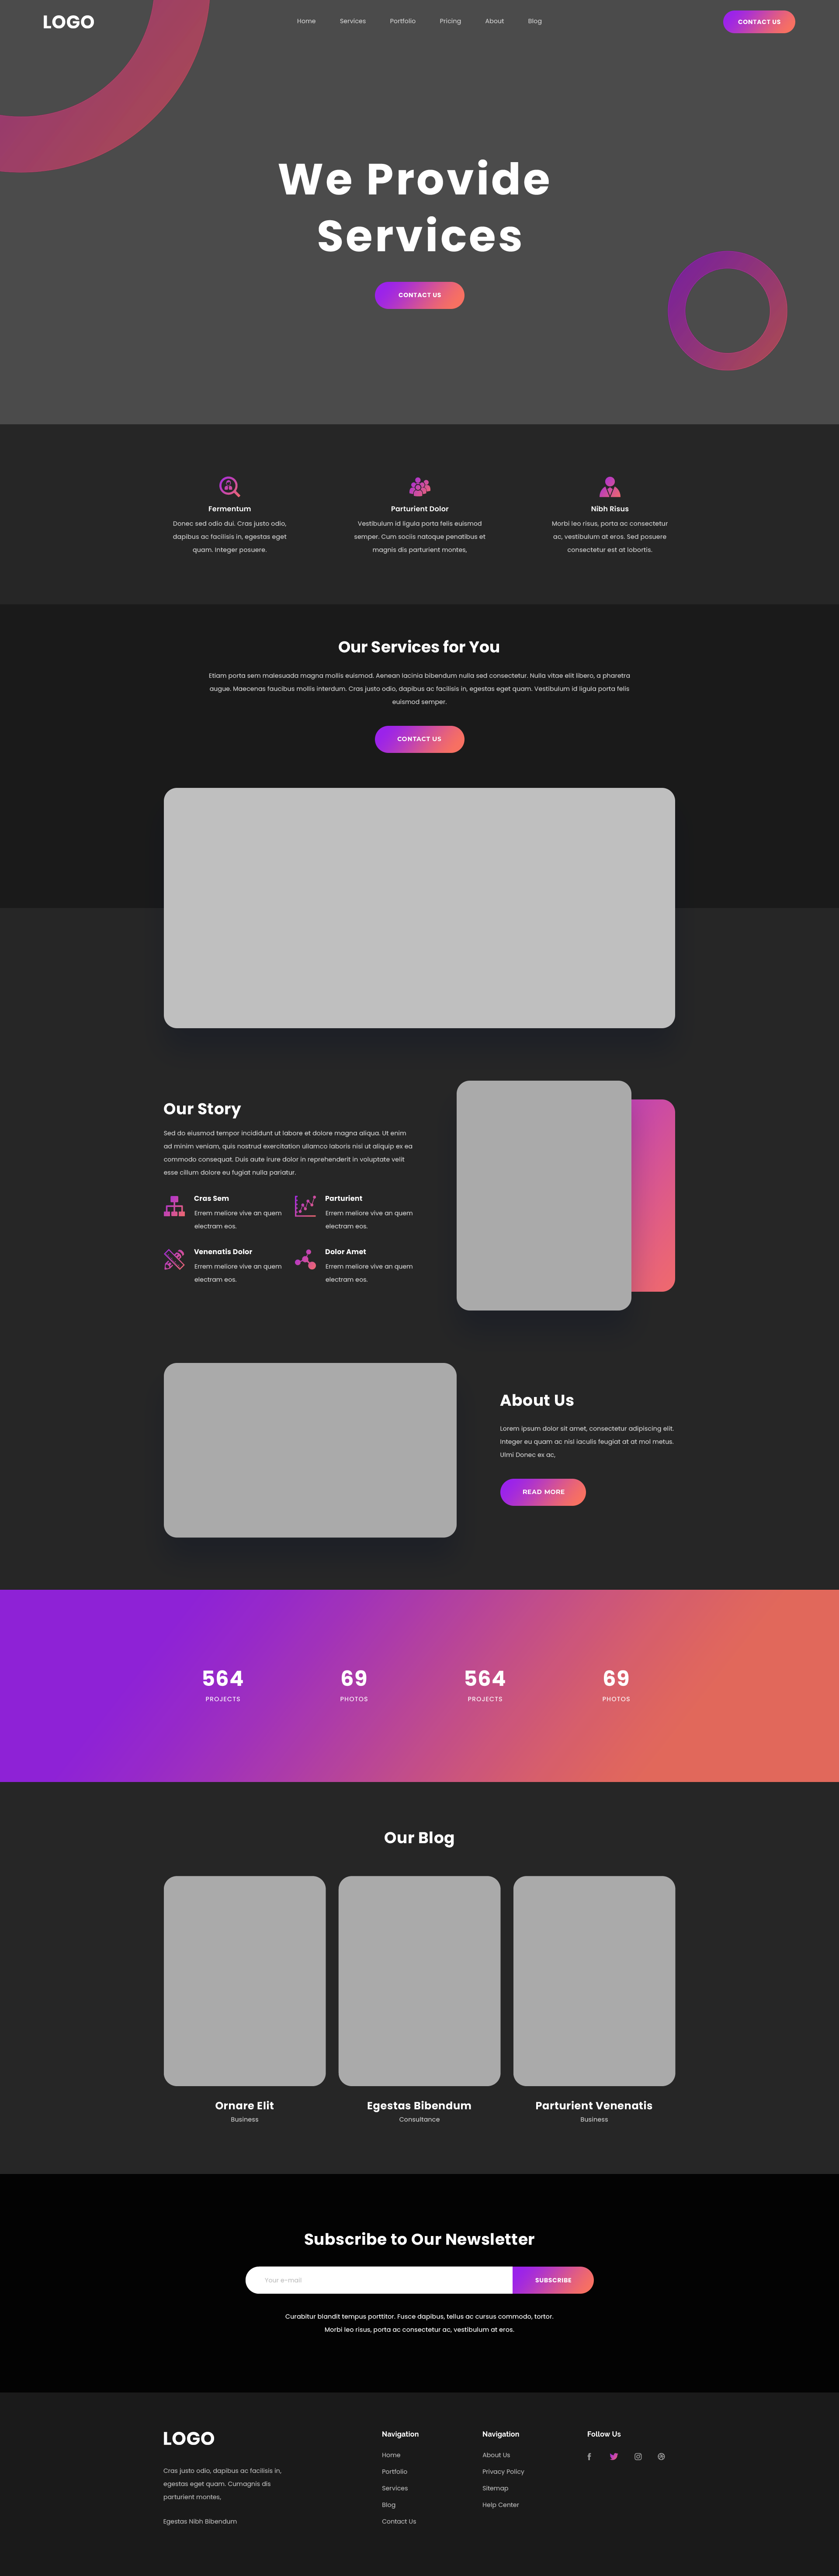 LOGO
Home Services Portfolio Pricing About Blog
CONTACT US
We Provide
Services
CONTACT US
Fermentum
Donec sed odio dui. Cras justo odio,
dapibus ac facilisis in, egestas eget
quam. Integer posuere.
Parturient Dolor
Vestibulum id ligula porta felis euismod
semper. Cum sociis natoque penatibus et
magnis dis parturient montes,
Nibh Risus
Morbi leo risus, porta ac consectetur
ac, vestibulum at eros. Sed posuere
consectetur est at lobortis.
Our Services for You
Etiam porta sem malesuada magna mollis euismod. Aenean lacinia bibendum nulla sed consectetur. Nulla vitae elit libero, a pharetra
augue. Maecenas faucibus mollis interdum. Cras justo odio, dapibus ac facilisis in, egestas eget quam. Vestibulum id ligula porta felis
euismod semper.
CONTACT US
Our Story
Sed do eiusmod tempor incididunt ut labore et dolore magna aliqua. Ut enim
ad minim veniam, quis nostrud exercitation ullamco laboris nisi ut aliquip ex ea
commodo consequat. Duis aute irure dolor in reprehenderit in voluptate velit
esse cillum dolore eu fugiat nulla pariatur.
Cras Sem
Errem meliore vive an quem
electram eos.
Parturient
Errem meliore vive an quem
electram eos.
Venenatis Dolor
Errem meliore vive an quem
electram eos.
Dolor Amet
Errem meliore vive an quem
electram eos.
About Us
Lorem ipsum dolor sit amet, consectetur adipiscing elit.
Integer eu quam ac nisl iaculis feugiat at at mol metus.
Ulmi Donec ex ac,
READ MORE
564
PROJECTS
69
PHOTOS
564
PROJECTS
69
PHOTOS
Our Blog
Ornare Elit
Business
Egestas Bibendum
Consultance
Parturient Venenatis
Business
Subscribe to Our Newsletter
Your e-mail
SUBSCRIBE
Curabitur blandit tempus porttitor. Fusce dapibus, tellus ac cursus commodo, tortor.
Morbi leo risus, porta ac consectetur ac, vestibulum at eros.
LOGO
Cras justo odio, dapibus ac facilisis in,
egestas eget quam. Cumagnis dis
parturient montes,
Egestas Nibh Bibendum
Navigation
Home
Portfolio
Services
Blog
Contact Us
Navigation
About Us
Privacy Policy
Sitemap
Help Center
Follow Us